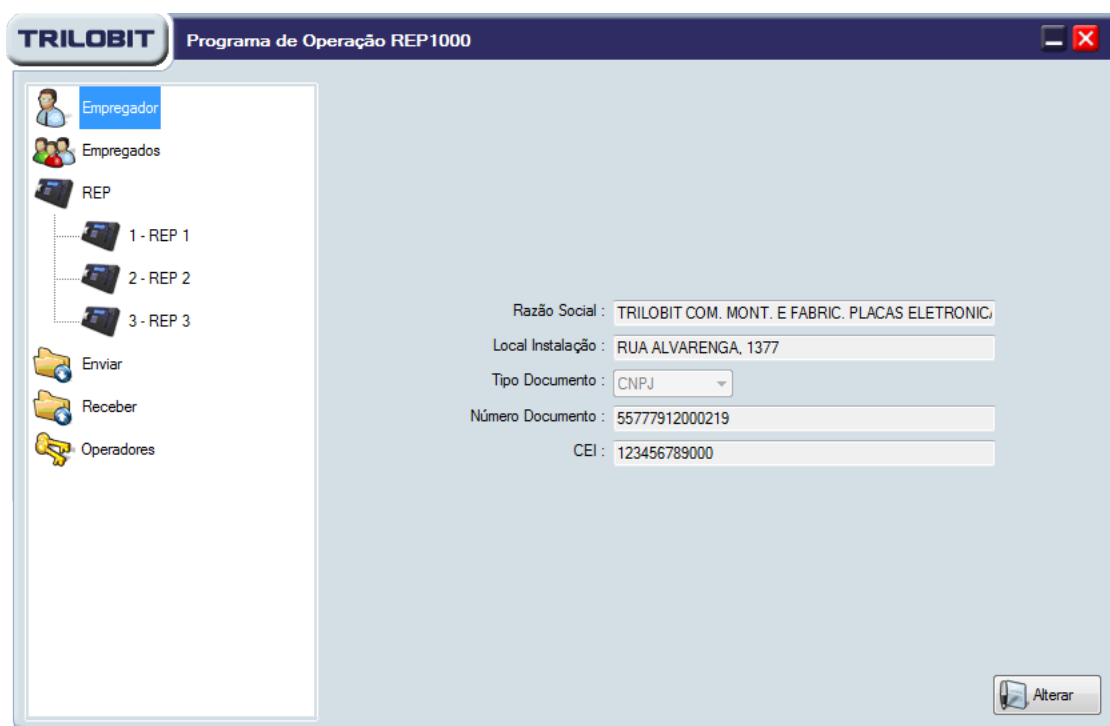 TRILOBIT
Programa de Operação REP1000
Empregador
Empregados
REP
1 - REP 1
2 - REP 2
3 - REP 3
Enviar
Receber
Operadores
Razão Social : TRILOBIT COM. MONT. E FABRIC. PLACAS ELETRONICA
Local Instalação : RUA ALVARENGA, 1377
Tipo Documento : CNPJ
Número Documento : 55777912000219
CEI : 123456789000
Alterar